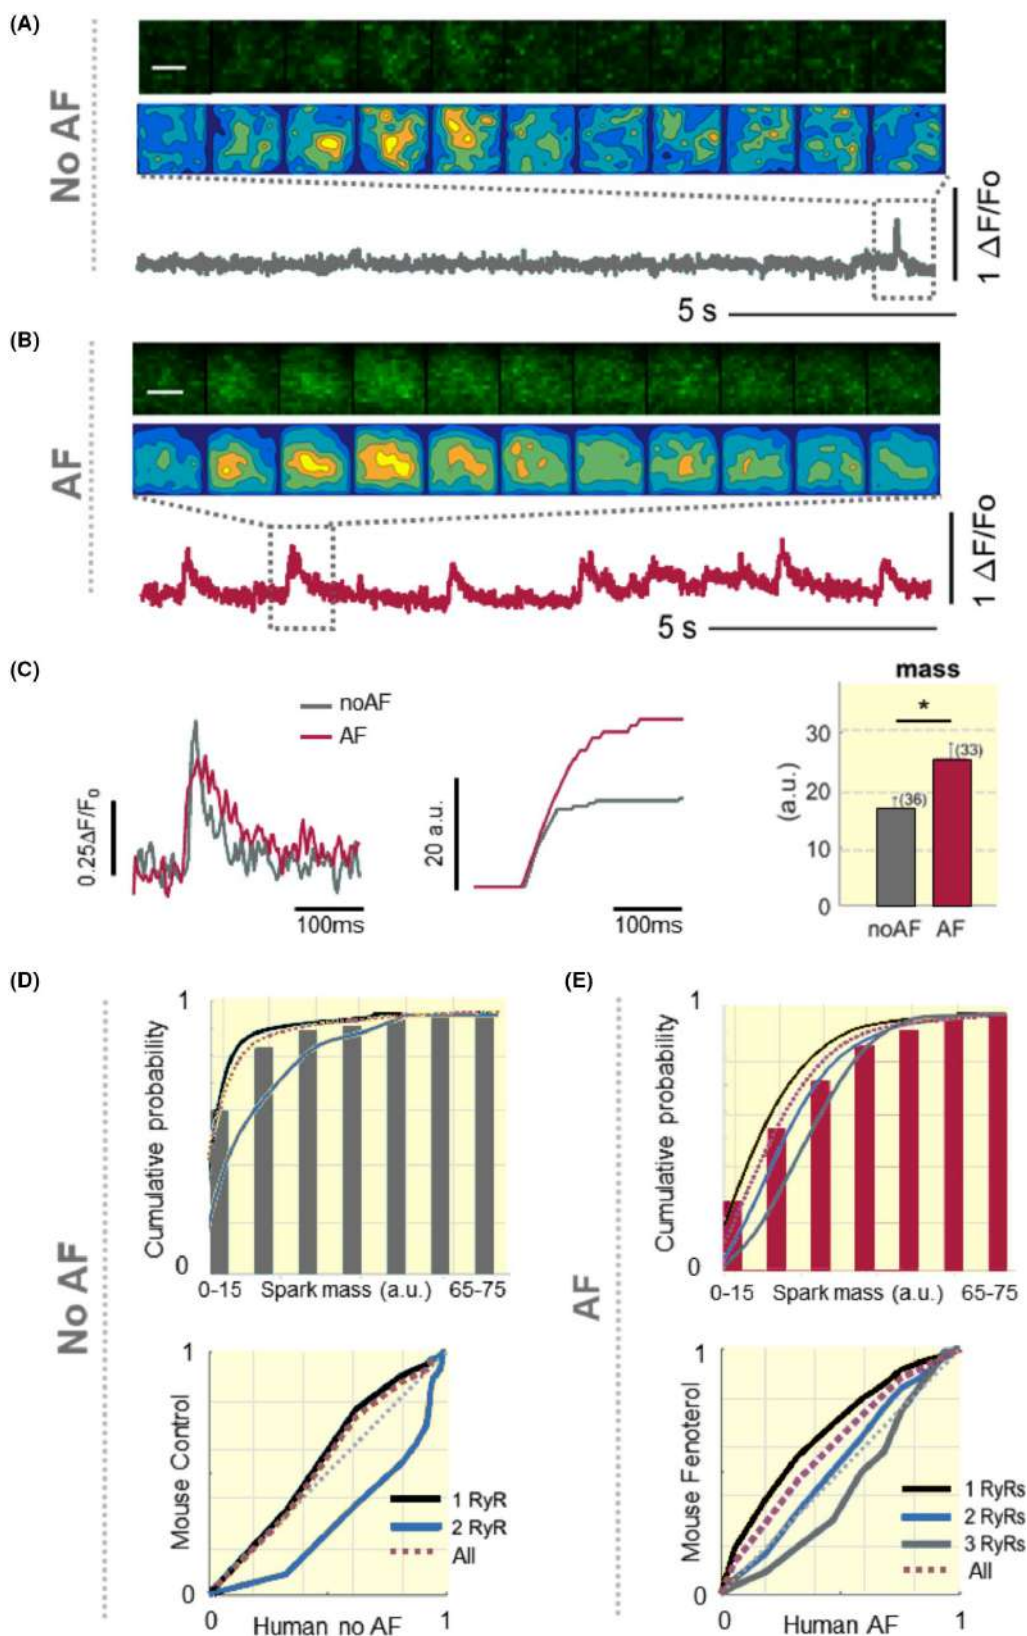 (A)
No AF
1 ΔF/Fo
5 s
(B)
AF
1 ΔF/Fo
5 s
(C)
noAF
AF
0.25ΔF/F0
100ms
20 a.u.
100ms
mass
*
(33)
(36)
30
20
10
0
(a.u.)
noAF AF
(D)
No AF
1
Cumulative probability
0
0-15 Spark mass (a.u.) 65-75
1
Mouse Control
1 RyR
2 RyR
All
0
0 Human no AF 1
(E)
AF
1
Cumulative probability
0
0-15 Spark mass (a.u.) 65-75
1
Mouse Fenoterol
1 RyRs
2 RyRs
3 RyRs
All
0
0 Human AF 1